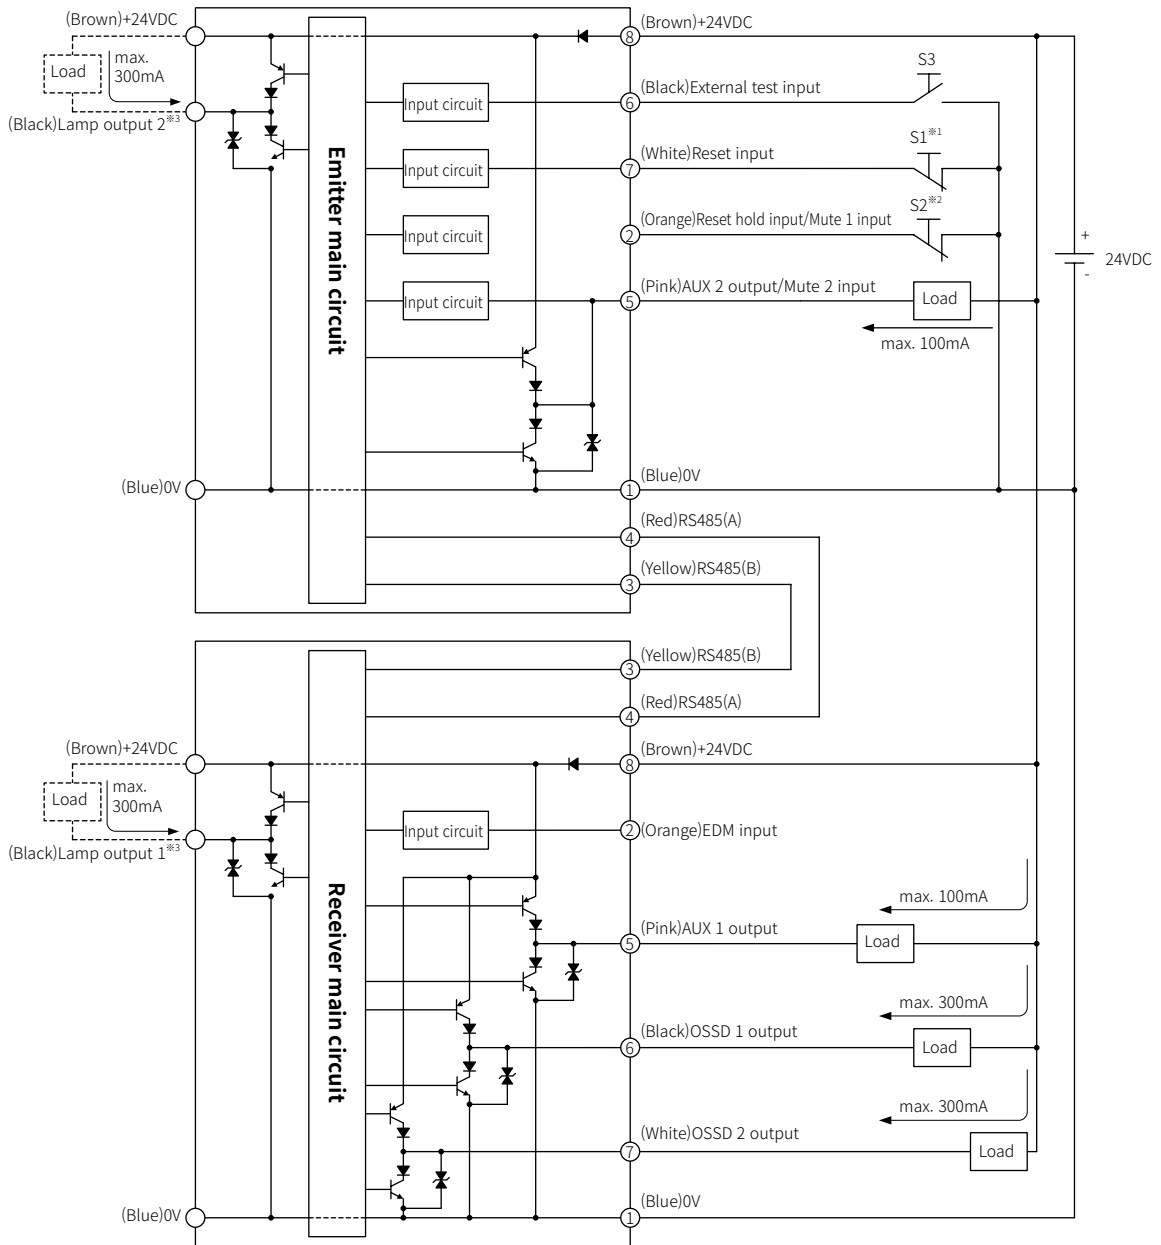 (Brown)+24VDC
Load
max.
300mA
(Black)Lamp output 2※3
(Blue)0V
Emitter main circuit
Input circuit
Input circuit
Input circuit
Input circuit
8
(Brown)+24VDC
6
(Black)External test input
S3
7
(White)Reset input
S1※1
2
(Orange)Reset hold input/Mute 1 input
S2※2
5
(Pink)AUX 2 output/Mute 2 input
Load
max. 100mA
+
24VDC
-
1
(Blue)0V
4
(Red)RS485(A)
3
(Yellow)RS485(B)
3
(Yellow)RS485(B)
4
(Red)RS485(A)
(Brown)+24VDC
Load
max.
300mA
(Black)Lamp output 1※3
(Blue)0V
Receiver main circuit
8
(Brown)+24VDC
Input circuit
2
(Orange)EDM input
max. 100mA
5
(Pink)AUX 1 output
Load
max. 300mA
6
(Black)OSSD 1 output
Load
max. 300mA
7
(White)OSSD 2 output
Load
1
(Blue)0V